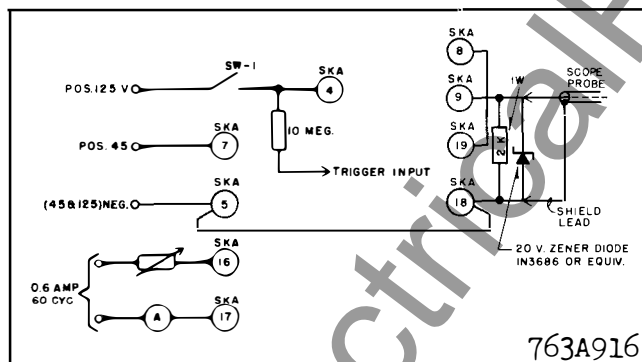 SKA
8
SW-1
SKA
1W
SCOPE
PROBE
POS. 125 V
4
9
SKA
10 MEG.
SKA
2 K
POS. 45
7
19
TRIGGER INPUT
SKA
SKA
(45&125)NEG.
5
18
SHIELD
LEAD
SKA
20 V. ZENER DIODE
IN3686 OR EQUIV.
16
0.6 AMP
60 CYC
SKA
A
17
763A916